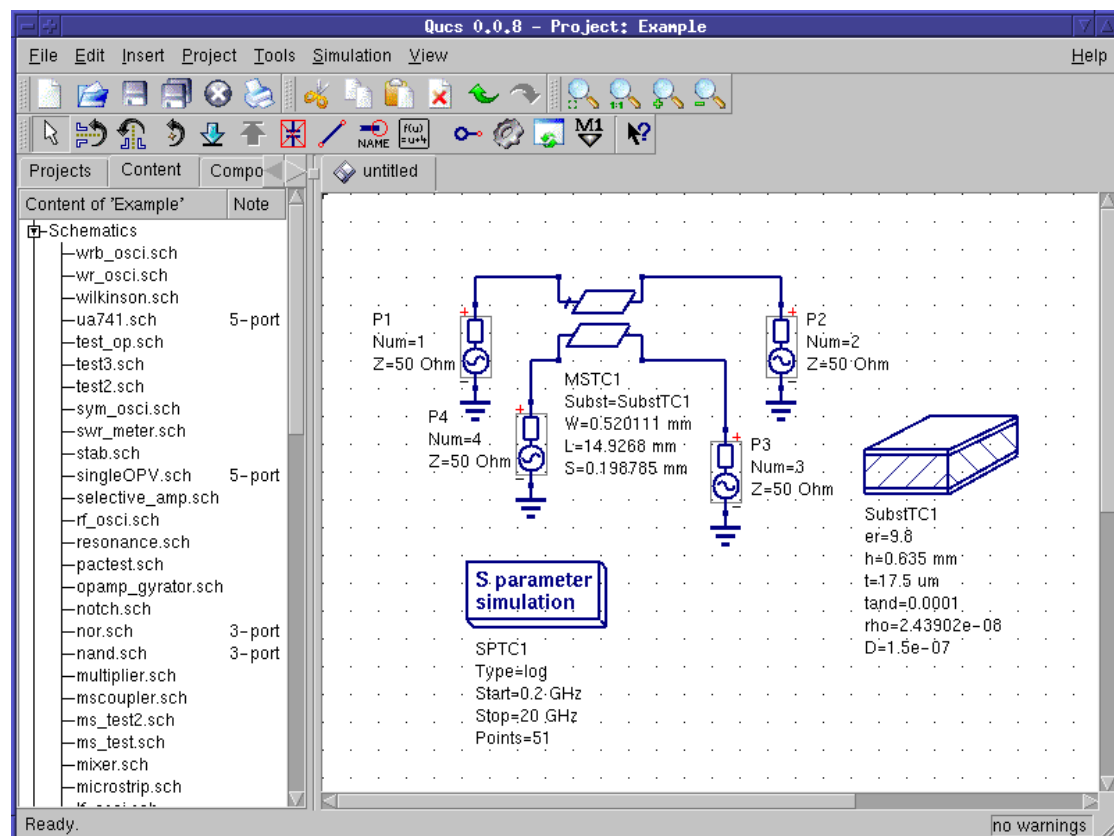 Qucs 0.0.8 - Project: Example
File Edit Insert Project Tools Simulation View Help
NAME
f(u)
=u+4
M1
?
Projects Content Compo
untitled
Content of 'Example' Note
Schematics
wrb_osci.sch
wr_osci.sch
wilkinson.sch
ua741.sch 5-port
test_op.sch
test3.sch
test2.sch
sym_osci.sch
swr_meter.sch
stab.sch
singleOPV.sch 5-port
selective_amp.sch
rf_osci.sch
resonance.sch
pactest.sch
opamp_gyrator.sch
notch.sch
nor.sch 3-port
nand.sch 3-port
multiplier.sch
mscoupler.sch
ms_test2.sch
ms_test.sch
mixer.sch
microstrip.sch
P1
Num=1
Z=50 Ohm
P2
Num=2
Z=50 Ohm
MSTC1
Subst=SubstTC1
W=0.520111 mm
L=14.9268 mm
S=0.198785 mm
P4
Num=4
Z=50 Ohm
P3
Num=3
Z=50 Ohm
SubstTC1
er=9.8
h=0.635 mm
t=17.5 um
tand=0.0001
rho=2.43902e-08
D=1.5e-07
S parameter
simulation
SPTC1
Type=log
Start=0.2 GHz
Stop=20 GHz
Points=51
Ready.
no warnings